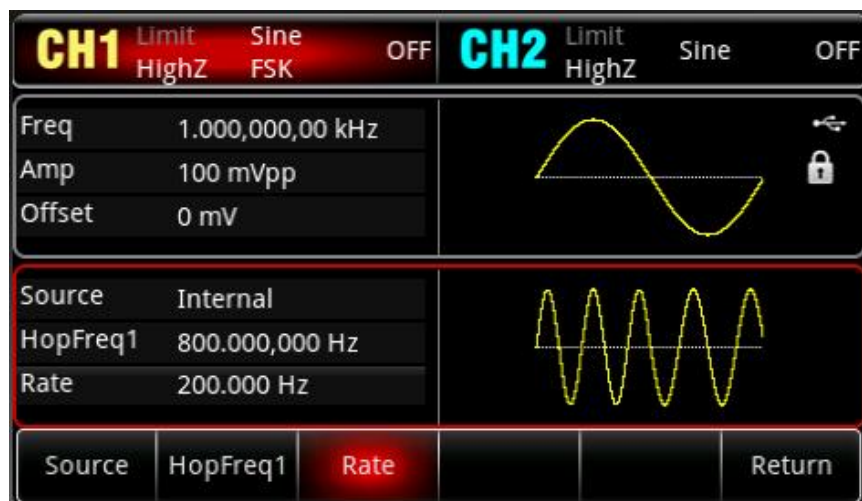 CH1 Limit Sine OFF CH2 Limit Sine OFF
HighZ FSK HighZ
Freq 1.000,000,00 kHz
Amp 100 mVpp
Offset 0 mV
Source Internal
HopFreq1 800.000,000 Hz
Rate 200.000 Hz
Source HopFreq1 Rate Return